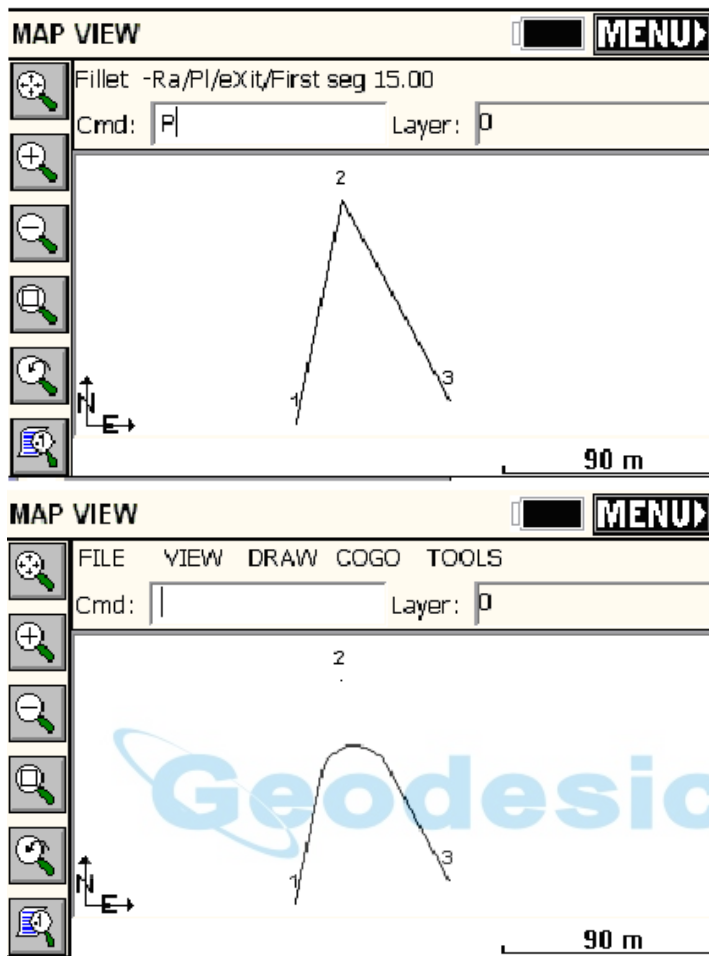 MAP VIEW MENU
Fillet -Ra/Pl/eXit/First seg 15.00
Cmd: P Layer: 0
2
1 3
N
E
90 m
MAP VIEW MENU
FILE VIEW DRAW COGO TOOLS
Cmd: Layer: 0
2
Geodesic
1 3
N
E
90 m